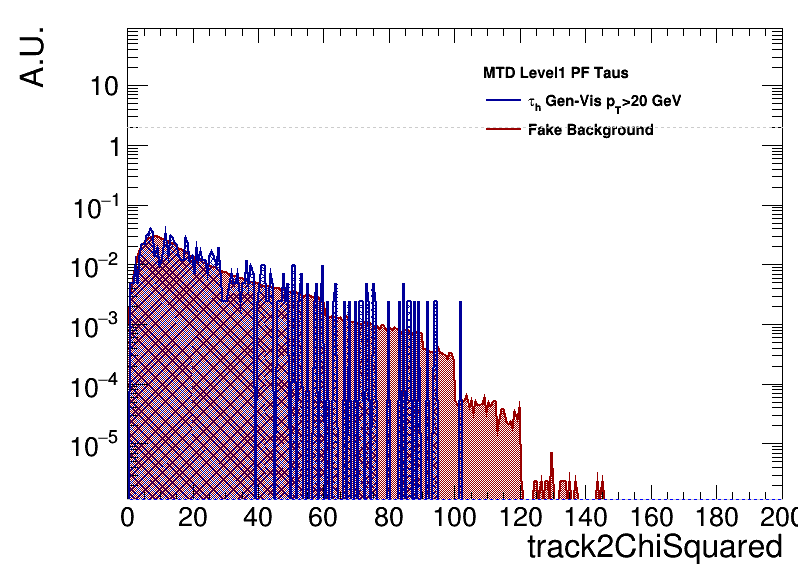 A.U.
MTD Level1 PF Taus
τh Gen-Vis pT>20 GeV
Fake Background
10
1
10−1
10−2
10−3
10−4
10−5
0 20 40 60 80 100 120 140 160 180 200
track2ChiSquared